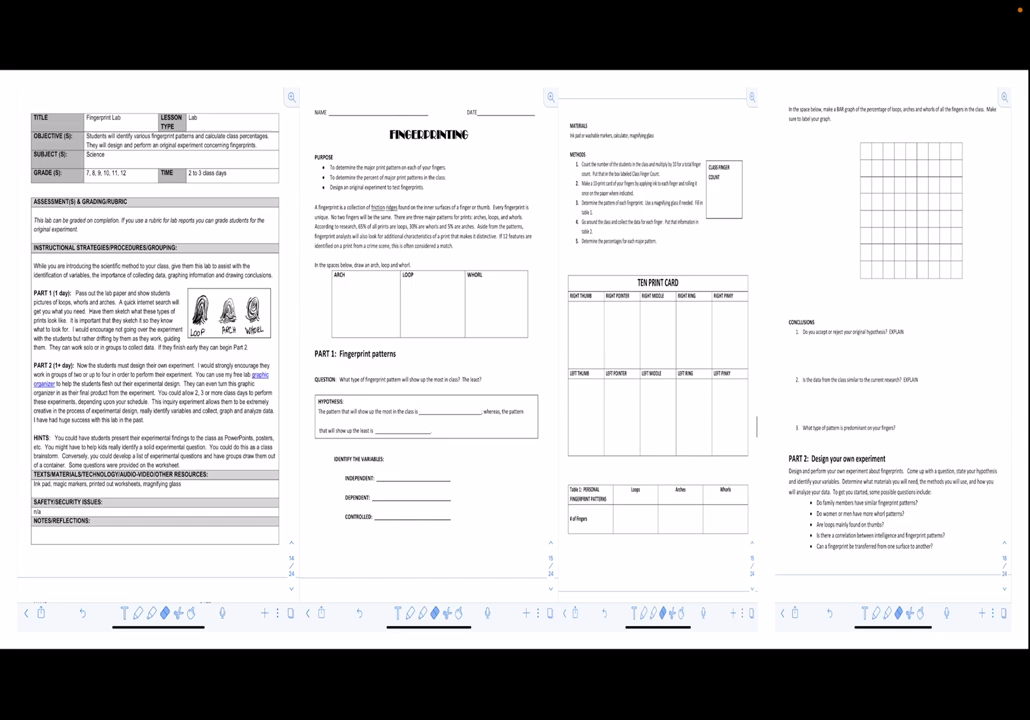 TITLE Fingerprint Lab LESSON TYPE Lab
OBJECTIVE (S): Students will identify various fingerprint patterns and calculate class percentages.
They will design and perform an original experiment concerning fingerprints.
SUBJECT (S): Science
GRADE (S): 7, 8, 9, 10, 11, 12 TIME 2 to 3 class days
ASSESSMENT(S) & GRADING/RUBRIC
This lab can be graded on completion. If you use a rubric for lab reports you can grade students for the
original experiment.
INSTRUCTIONAL STRATEGIES/PROCEDURES/GROUPING:
While you are introducing the scientific method to your class, give them this lab to assist with the
identification of variables, the importance of collecting data, graphing information and drawing conclusions.
PART 1 (1 day): Pass out the lab paper and show students
pictures of loops, whorls and arches. A quick internet search will
get you what you need. Have them sketch what these types of
prints look like. It is important that they sketch it so they know
what to look for. I would encourage not going over the experiment
with the students but rather drifting by them as they work, guiding
them. They can work solo or in groups to collect data. If they finish early they can begin Part 2.
LOOP ARCH WHORL
PART 2 (1+ day): Now the students must design their own experiment. I would strongly encourage they
work in groups of two or up to four in order to perform their experiment. You can use my free lab graphic
organizer to help the students flesh out their experimental design. They can even turn this graphic
organizer in as their final product from the experiment. You could allow 2, 3 or more class days to perform
these experiments, depending upon your schedule. This inquiry experiment allows them to be extremely
creative in the process of experimental design, really identify variables and collect, graph and analyze data.
I have had huge success with this lab in the past.
HINTS: You could have students present their experimental findings to the class as PowerPoints, posters,
etc. You might have to help kids really identify a solid experimental question. You could do this as a class
brainstorm. Conversely, you could develop a list of experiments and have groups draw them out
of a container. Some questions were provided on the worksheet.
TEXTS/MATERIALS/TECHNOLOGY/AUDIO-VIDEO/OTHER RESOURCES:
Ink pad, magic markers, printed out worksheets, magnifying glass
SAFETY/SECURITY ISSUES:
n/a
NOTES/REFLECTIONS:
14
/
24
NAME DATE
FINGERPRINTING
PURPOSE
• To determine the major print pattern on each of your fingers.
• To determine the percent of major print patterns in the class.
• Design an original experiment to test fingerprints.
A fingerprint is a collection of friction ridges found on the inner surfaces of a finger or thumb. Every fingerprint is
unique. No two fingers will be the same. There are three major patterns for prints: arches, loops, and whorls.
According to research, 65% of all prints are loops, 30% are whorls and 5% are arches. Aside from the patterns,
fingerprint analysts will also look for additional characteristics of a print that makes it distinctive. If 12 features are
identified on a print from a crime scene, this is often considered a match.
In the spaces below, draw an arch, loop and whorl.
ARCH LOOP WHORL
PART 1: Fingerprint patterns
QUESTION: What type of fingerprint pattern will show up the most in class? The least?
HYPOTHESIS:
The pattern that will show up the most in the class is ____, whereas, the pattern
that will show up the least is ____.
IDENTIFY THE VARIABLES:
INDEPENDENT:
DEPENDENT:
CONTROLLED:
15
/
24
MATERIALS
Ink pad or washable markers, calculator, magnifying glass
METHODS
1. Count the number of the students in the class and multiply by 10 for a total finger
count. Put that in the box labeled Class Finger Count.
2. Make a 10-print card of your fingers by applying ink to each finger and rolling it
once on the paper where indicated.
3. Determine the pattern of each fingerprint. Use a magnifying glass if needed. Fill in
table 1.
4. Go around the class and collect the data for each finger. Put that information in
table 2.
5. Determine the percentages for each major pattern.
CLASS FINGER
COUNT
TEN PRINT CARD
RIGHT THUMB RIGHT POINTER RIGHT MIDDLE RIGHT RING RIGHT PINKY
LEFT THUMB LEFT POINTER LEFT MIDDLE LEFT RING LEFT PINKY
Table 1: PERSONAL FINGERPRINT PATTERNS Loops Arches Whorls
# of Fingers
/
24
In the space below, make a BAR graph of the percentage of loops, arches and whorls of all the fingers in the class. Make
sure to label your graph.
CONCLUSIONS
1. Do you accept or reject your original hypothesis? EXPLAIN
2. Is the data from the class similar to the current research? EXPLAIN
3. What type of pattern is predominant on your fingers?
PART 2: Design your own experiment
Design and perform your own experiment about fingerprints. Come up with a question, state your hypothesis
and identify your variables. Determine what materials you will need, the methods you will use, and how you
will analyze your data. To get you started, some possible questions include:
• Do family members have similar fingerprint patterns?
• Do women or men have more whorl patterns?
• Are loops mainly found on thumbs?
• Is there a correlation between intelligence and fingerprint patterns?
• Can a fingerprint be transferred from one surface to another?
/
24